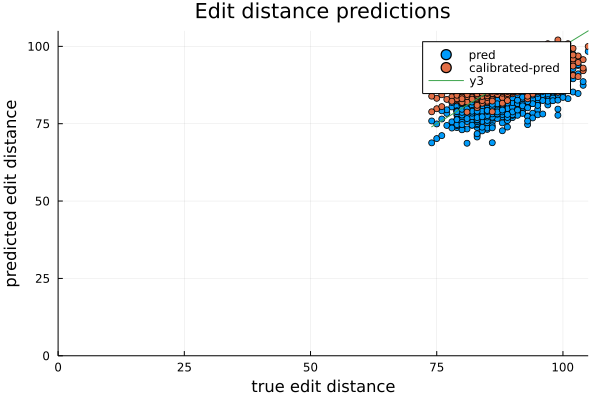 Edit distance predictions
100
75
50
25
0
predicted edit distance
pred
calibrated-pred
y3
0 25 50 75 100
true edit distance